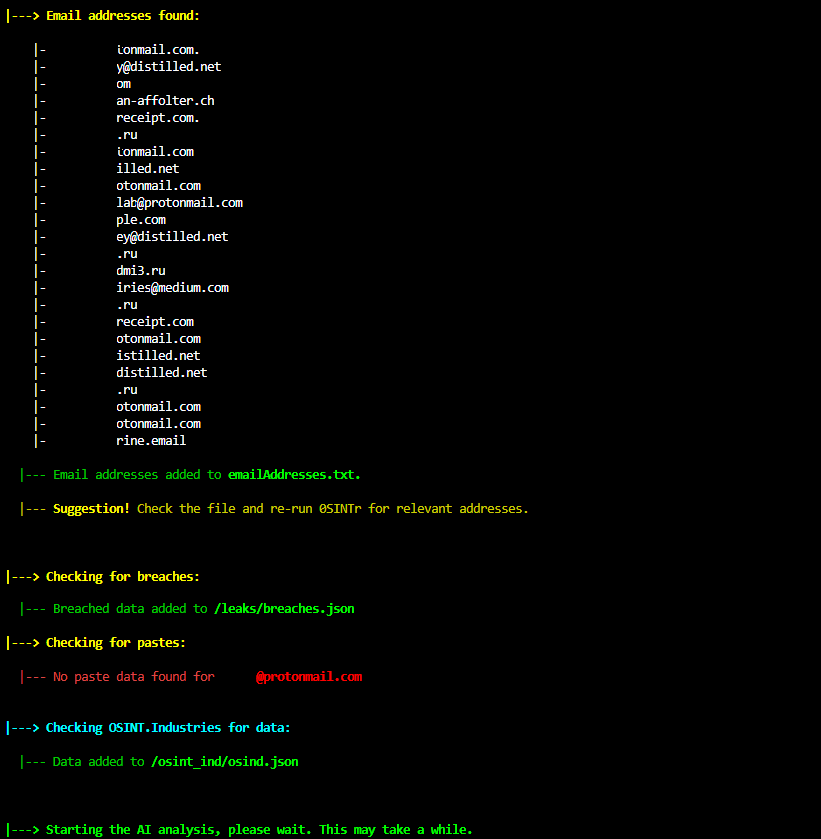 |---> Email addresses found:
|- tonmail.com.
|- y@distilled.net
|- om
|- an-affolter.ch
|- receipt.com.
|- .ru
|- tonmail.com
|- illed.net
|- otonmail.com
|- lab@protonmail.com
|- ple.com
|- ey@distilled.net
|- .ru
|- dmi3.ru
|- iries@medium.com
|- .ru
|- receipt.com
|- otonmail.com
|- istilled.net
|- distilled.net
|- .ru
|- otonmail.com
|- otonmail.com
|- rine.email
|--- Email addresses added to emailAddresses.txt.
|--- Suggestion! Check the file and re-run 0SINTr for relevant addresses.
|---> Checking for breaches:
|--- Breached data added to /leaks/breaches.json
|---> Checking for pastes:
|--- No paste data found for @protonmail.com
|---> Checking OSINT.Industries for data:
|--- Data added to /osint_ind/osind.json
|---> Starting the AI analysis, please wait. This may take a while.